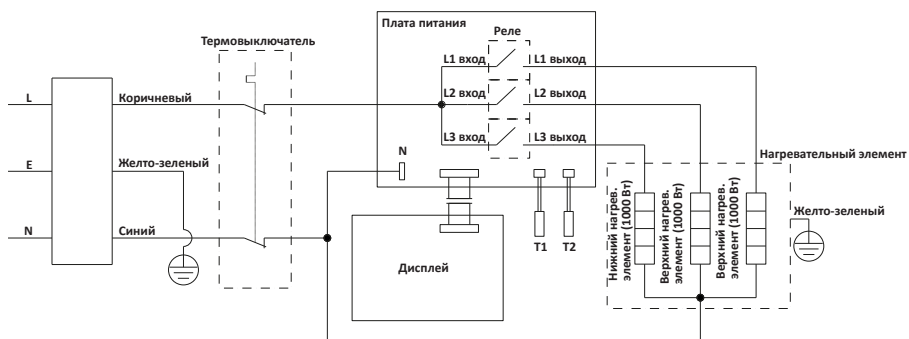 Плата питания
Реле
Термовыключатель
L1 вход
L1 выход
L
Коричневый
L2 вход
L2 выход
L3 вход
L3 выход
E
Желто-зеленый
N
Нагревательный элемент
N
Синий
T1
T2
Дисплей
Нижний нагрев.
элемент (1000 Вт)
Верхний нагрев.
элемент (1000 Вт)
Верхний нагрев.
элемент (1000 Вт)
Желто-зеленый